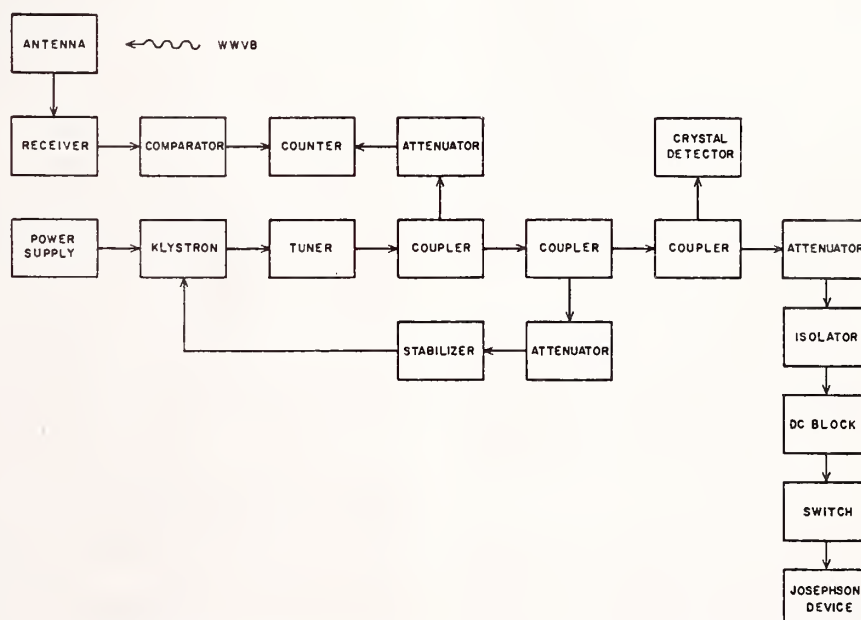 ANTENNA
WWVB
RECEIVER
COMPARATOR
COUNTER
ATTENUATOR
CRYSTAL
DETECTOR
POWER
SUPPLY
KLYSTRON
TUNER
COUPLER
COUPLER
COUPLER
ATTENUATOR
STABILIZER
ATTENUATOR
ISOLATOR
DC BLOCK
SWITCH
JOSEPHSON
DEVICE